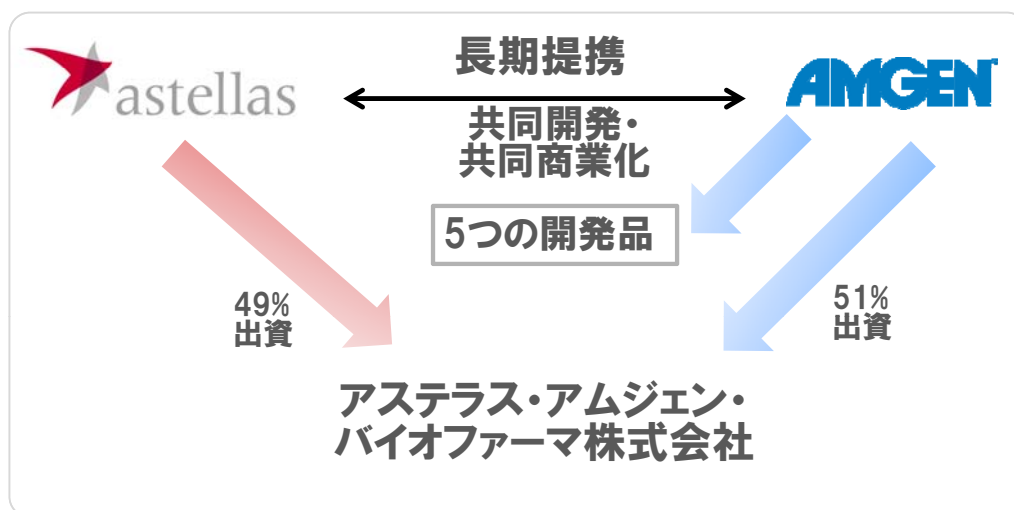 astellas
長期提携
AMGEN
共同開発・
共同商業化
5つの開発品
49%
出資
51%
出資
アステラス・アムジェン・
バイオファーマ株式会社